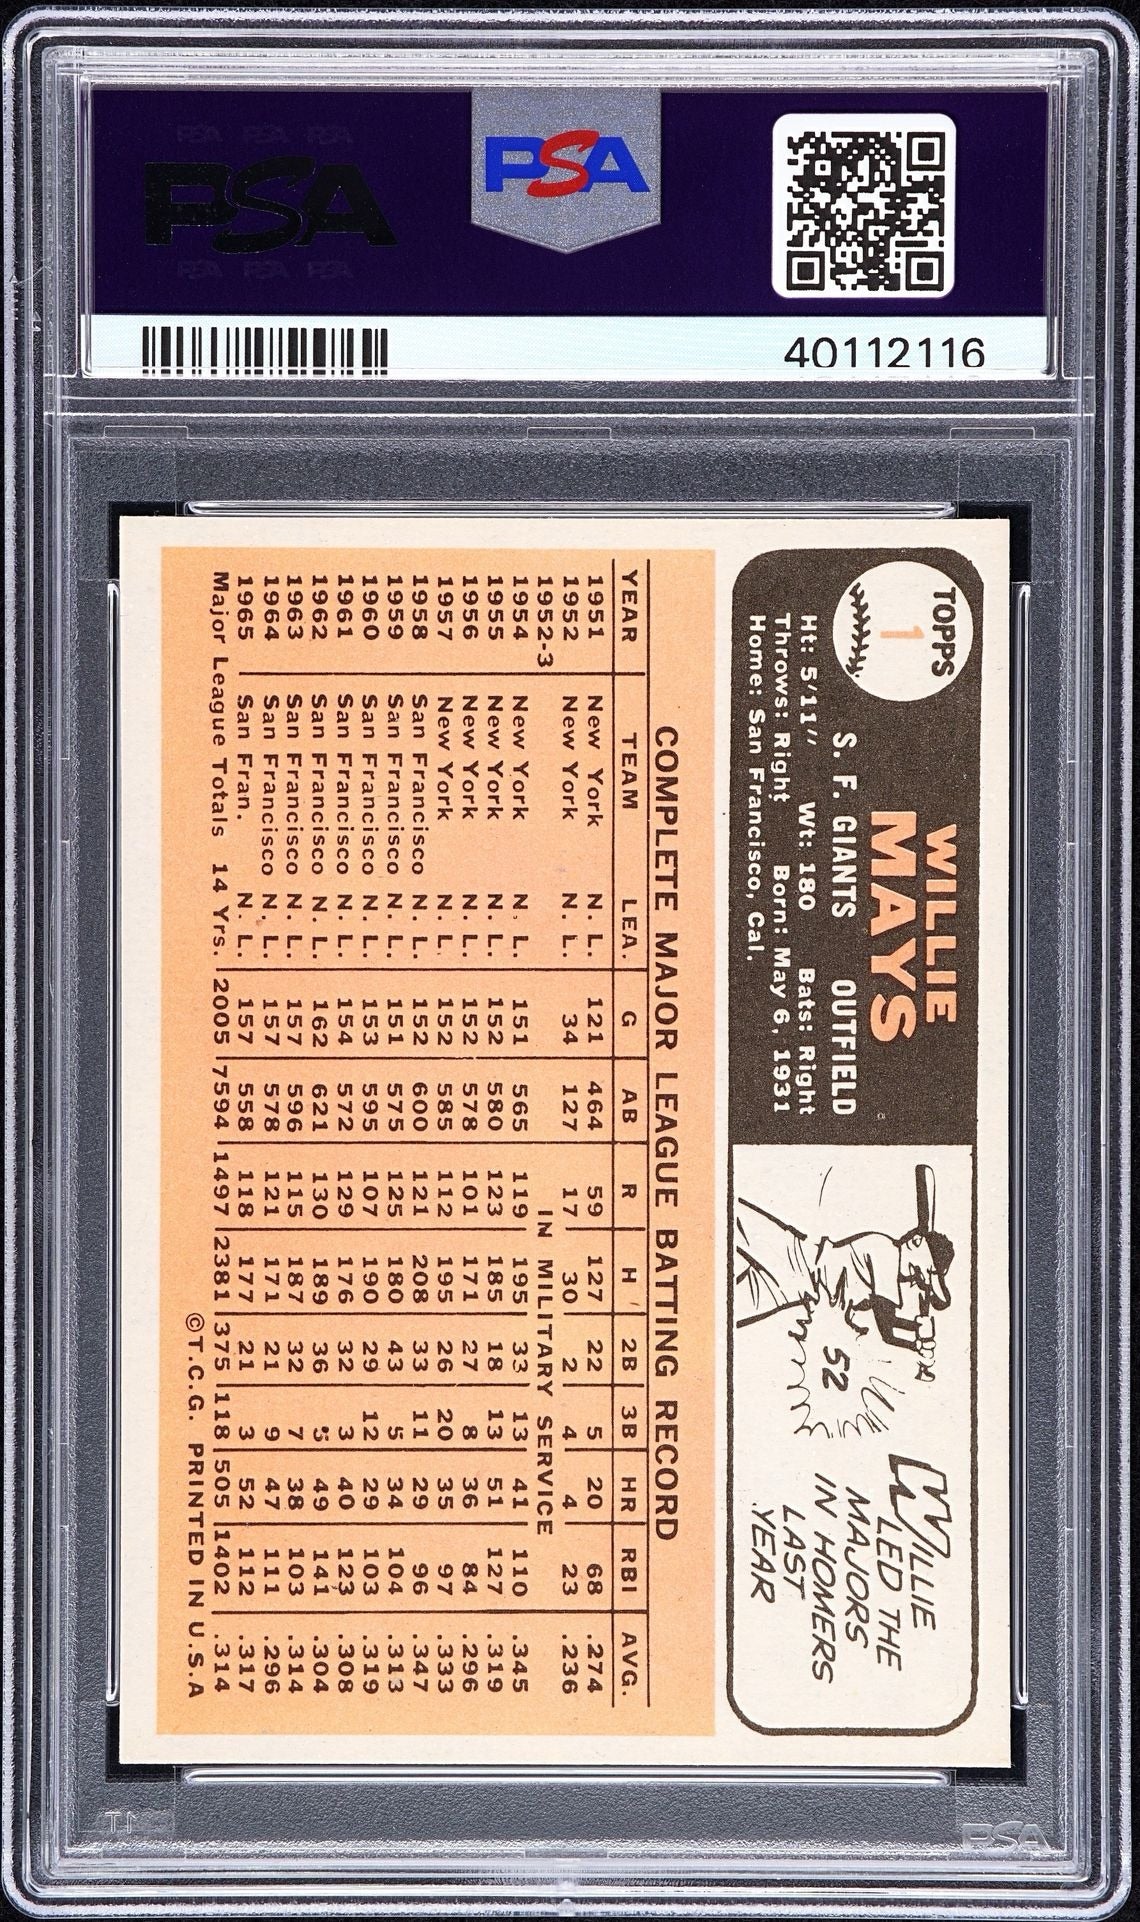 PSA PSA PSA
PSA
PSA PSA PSA
PSA
40112116
TOPPS
1
WILLIE
MAYS
S. F. GIANTS OUTFIELD
Ht: 5'11" Wt: 180 Bats: Right
Throws: Right Born: May 6, 1931
Home: San Francisco, Cal.
52
WILLIE
LED THE
MAJORS
IN HOMERS
LAST
YEAR
COMPLETE MAJOR LEAGUE BATTING RECORD
YEAR TEAM LEA. G AB R H 2B 3B HR RBI AVG.
1951 New York N. L. 121 464 59 127 22 5 20 68 .274
1952 New York N. L. 34 127 17 30 2 4 4 23 .236
1952-3 IN MILITARY SERVICE
1954 New York N. L. 151 565 119 195 33 13 41 110 .345
1955 New York N. L. 152 580 123 185 18 13 51 127 .319
1956 New York N. L. 152 578 101 171 27 8 36 84 .296
1957 New York N. L. 152 585 112 195 26 20 35 97 .333
1958 San Francisco N. L. 152 600 121 208 33 11 29 96 .347
1959 San Francisco N. L. 151 575 125 180 43 5 34 104 .313
1960 San Francisco N. L. 153 595 107 190 29 12 29 103 .319
1961 San Francisco N. L. 154 572 129 176 32 3 40 123 .308
1962 San Francisco N. L. 162 621 130 189 36 5 49 141 .304
1963 San Francisco N. L. 157 596 115 187 32 7 38 103 .314
1964 San Francisco N. L. 157 578 121 171 21 9 47 111 .296
1965 San Fran. N. L. 157 558 118 177 21 3 52 112 .317
Major League Totals 14 Yrs. 2005 7594 1497 2381 375 118 505 1402 .314
©T.C.G. PRINTED IN U.S.A
PSA